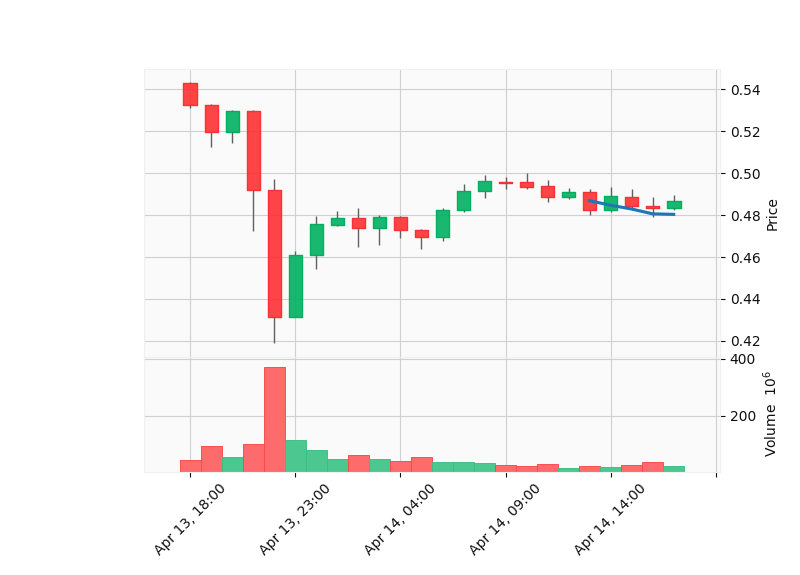 0.54
0.52
0.50
0.48
0.46
0.44
0.42
Price
400
200
Volume 10^6
Apr 13, 18:00
Apr 13, 23:00
Apr 14, 04:00
Apr 14, 09:00
Apr 14, 14:00